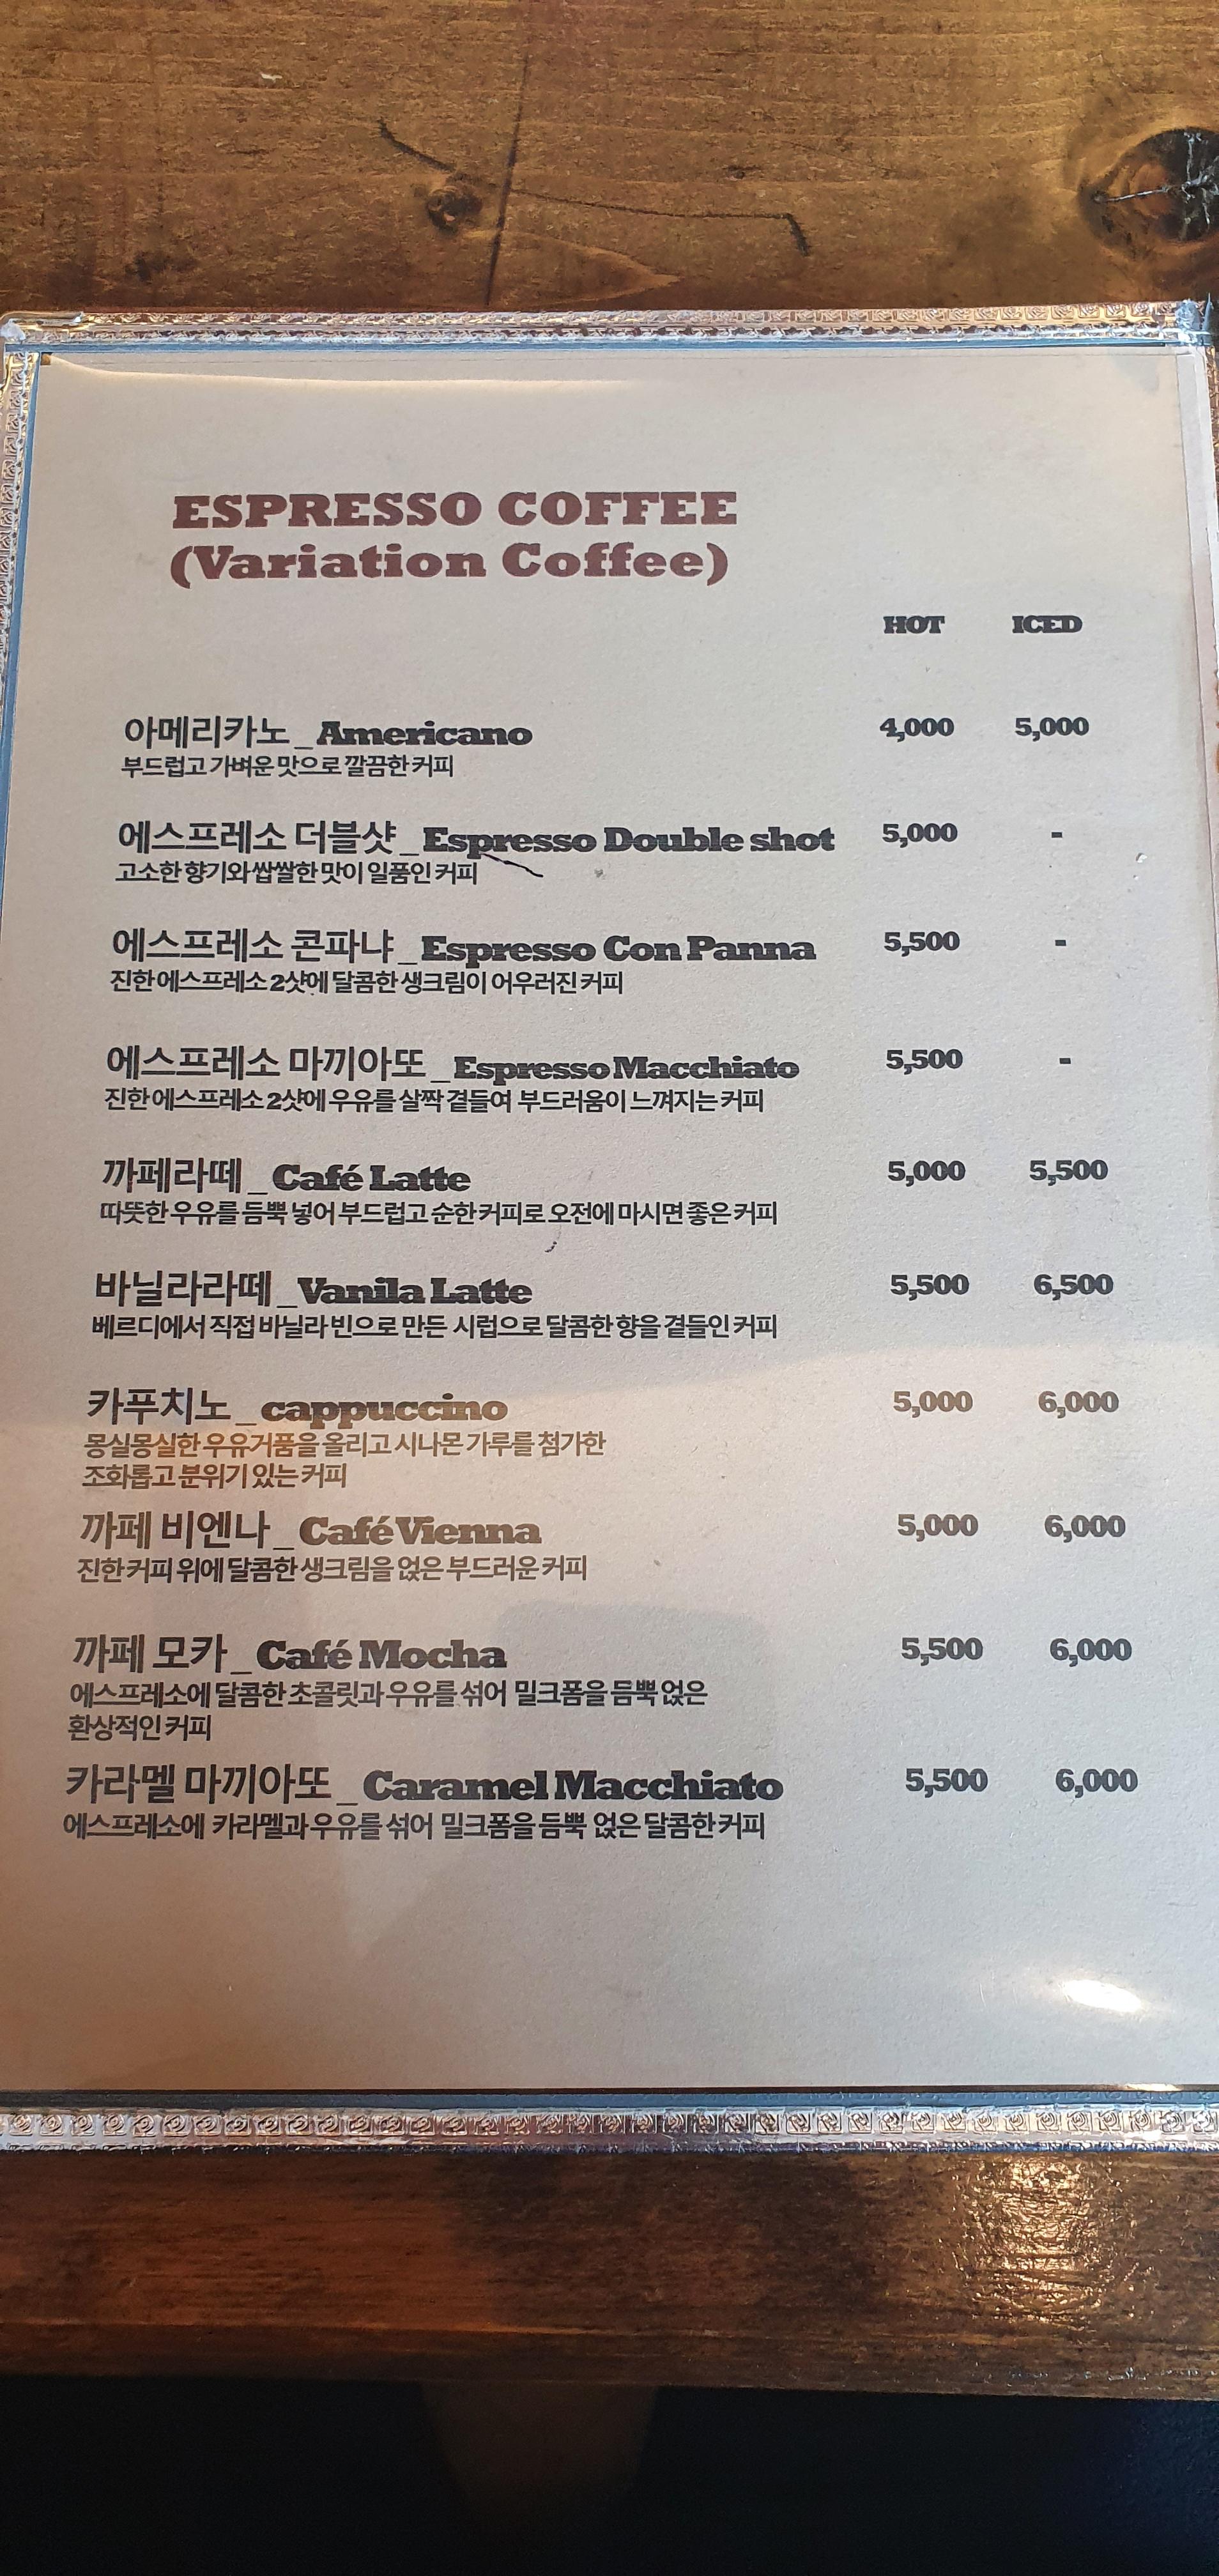 ESPRESSO COFFEE
(Variation Coffee)
HOT ICED
아메리카노 _ Americano 4,000 5,000
부드럽고 가벼운 맛으로 깔끔한 커피
에스프레소 더블샷 _ Espresso Double shot 5,000 -
고소한 향기와 쌉쌀한 맛이 일품인 커피
에스프레소 콘파냐 _ Espresso Con Panna 5,500 -
진한 에스프레소 2샷에 달콤한 생크림이 어우러진 커피
에스프레소 마끼아또 _ Espresso Macchiato 5,500 -
진한 에스프레소 2샷에 우유를 살짝 곁들여 부드러움이 느껴지는 커피
까페라떼 _ Café Latte 5,000 5,500
따뜻한 우유를 듬뿍 넣어 부드럽고 순한 커피로 오전에 마시면 좋은 커피
바닐라라떼 _ Vanila Latte 5,500 6,500
베르디에서 직접 바닐라 빈으로 만든 시럽으로 달콤한 향을 곁들인 커피
카푸치노 _ cappuccino 5,000 6,000
몽실몽실한 우유거품을 올리고 시나몬 가루를 첨가한
조화롭고 분위기 있는 커피
까페 비엔나 _ Café Vienna 5,000 6,000
진한 커피 위에 달콤한 생크림을 얹은 부드러운 커피
까페 모카 _ Café Mocha 5,500 6,000
에스프레소에 달콤한 초콜릿과 우유를 섞어 밀크폼을 듬뿍 얹은
환상적인 커피
카라멜 마끼아또 _ Caramel Macchiato 5,500 6,000
에스프레소에 카라멜과 우유를 섞어 밀크폼을 듬뿍 얹은 달콤한 커피